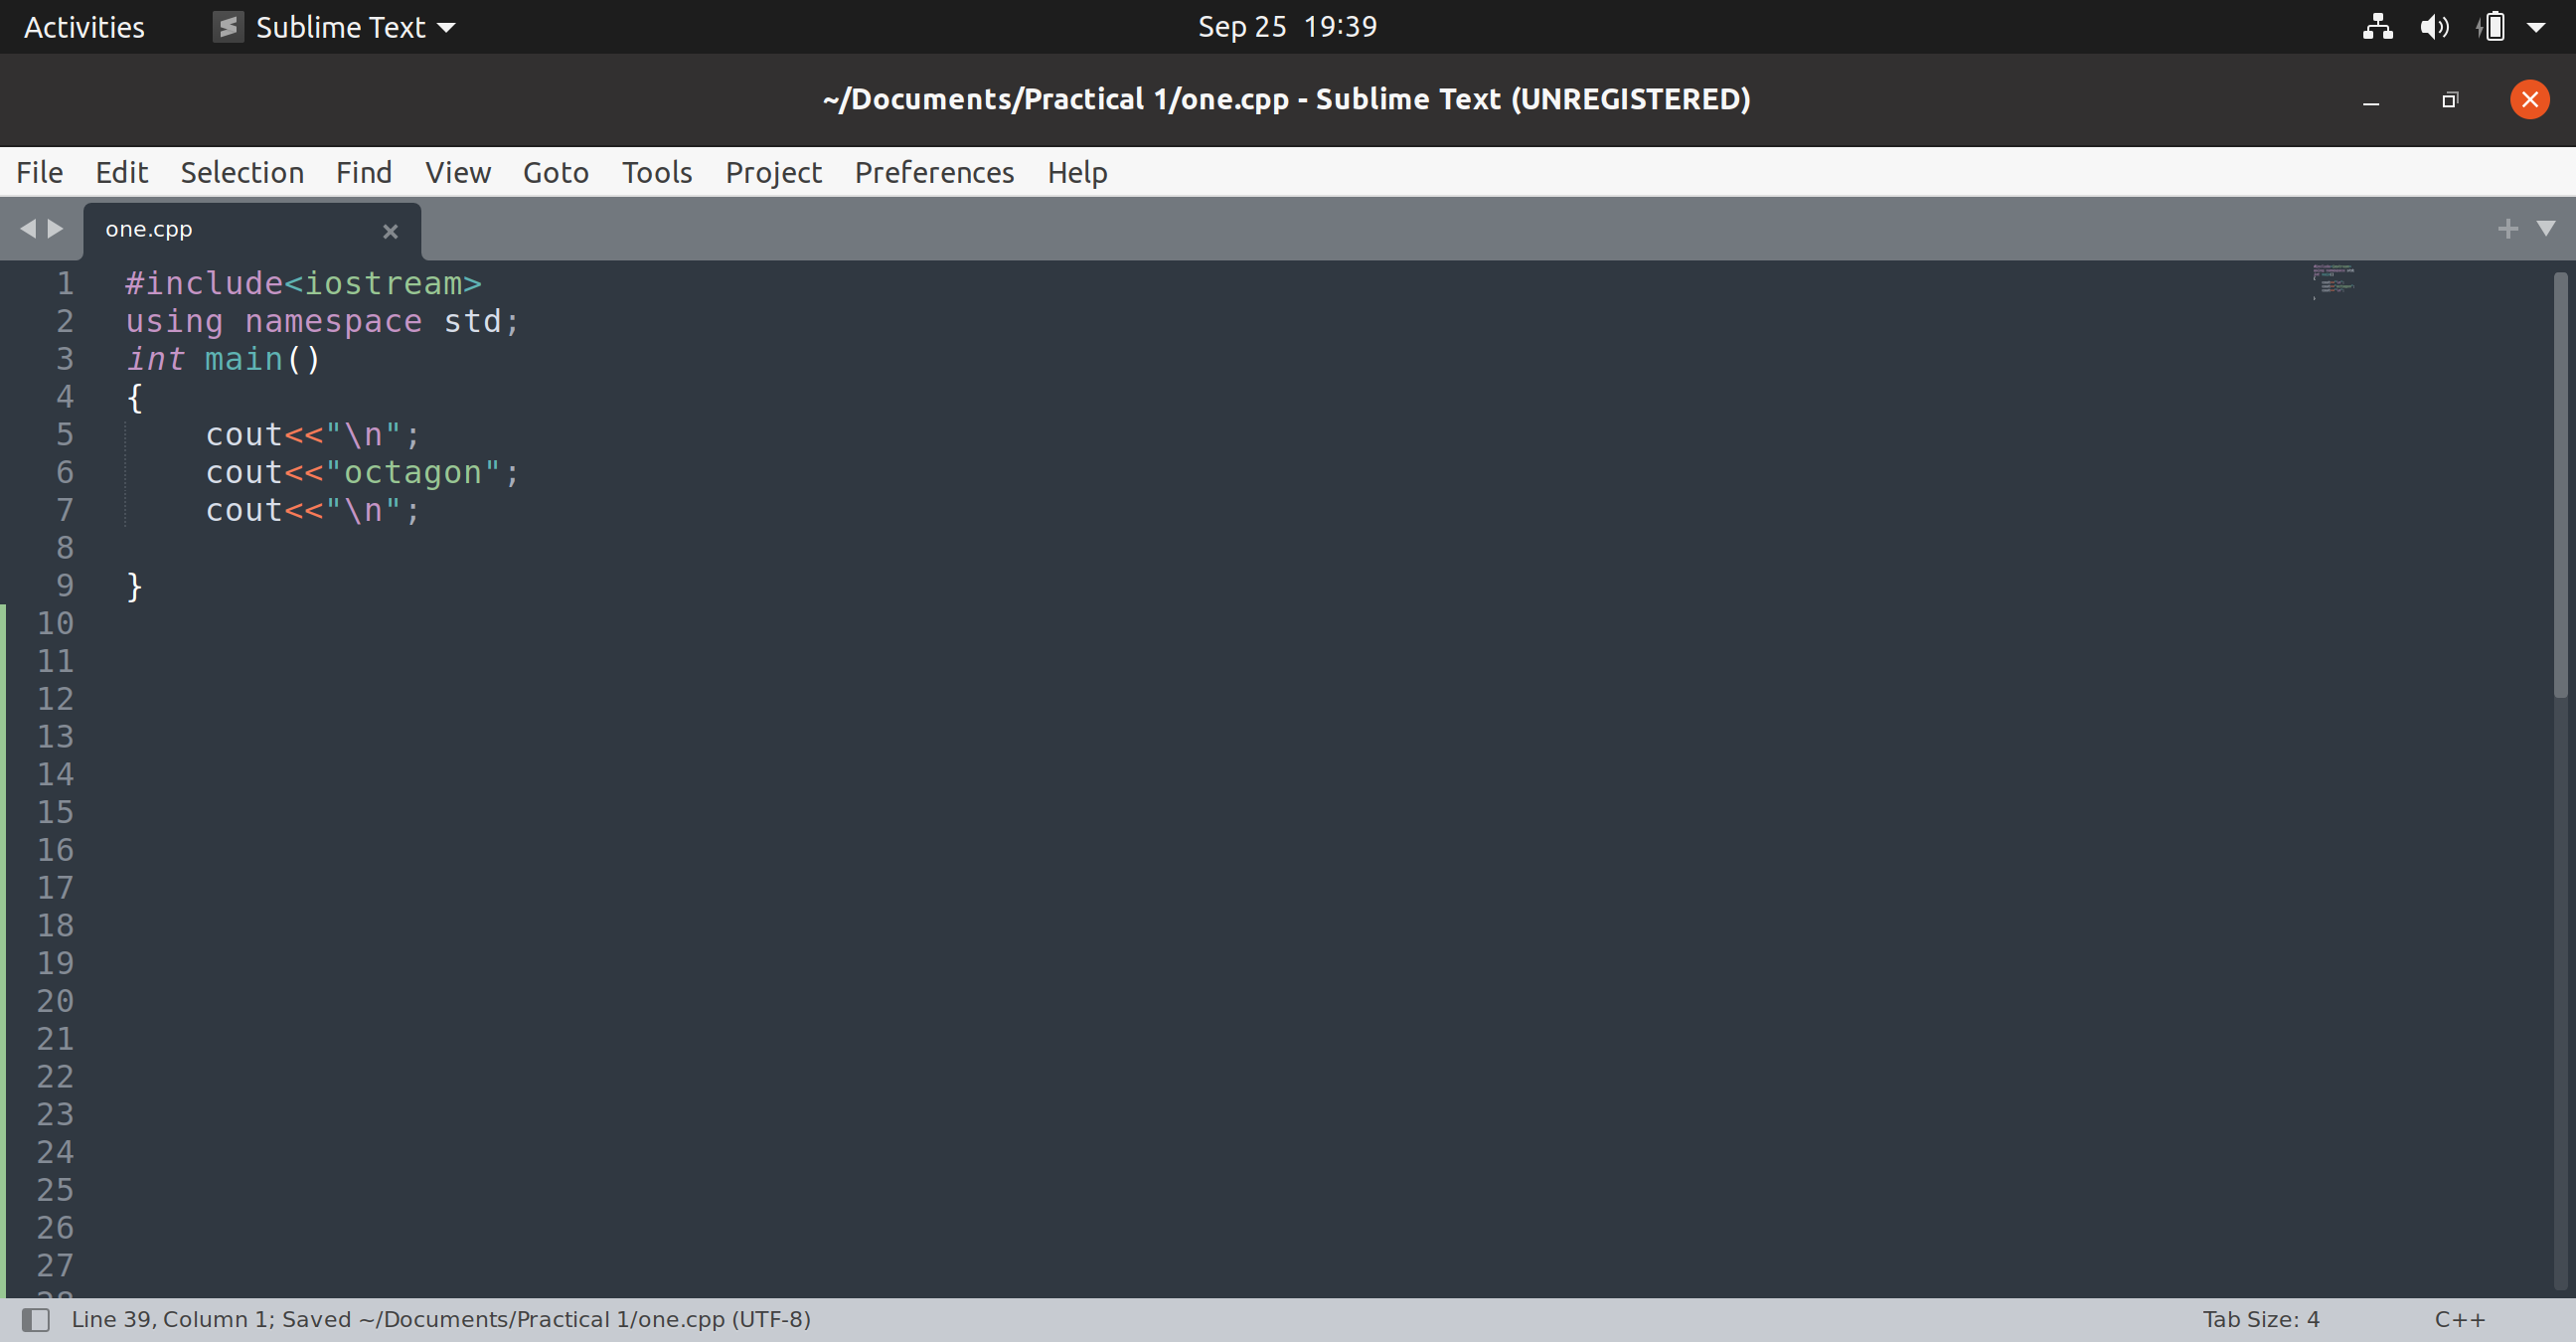 Activities Sublime Text Sep 25 19:39
~/Documents/Practical 1/one.cpp - Sublime Text (UNREGISTERED)
File Edit Selection Find View Goto Tools Project Preferences Help
one.cpp
1 #include<iostream>
2 using namespace std;
3 int main()
4 {
5     cout<<"\n";
6     cout<<"octagon";
7     cout<<"\n";
8
9 }
10
11
12
13
14
15
16
17
18
19
20
21
22
23
24
25
26
27
28
Line 39, Column 1; Saved ~/Documents/Practical 1/one.cpp (UTF-8) Tab Size: 4 C++